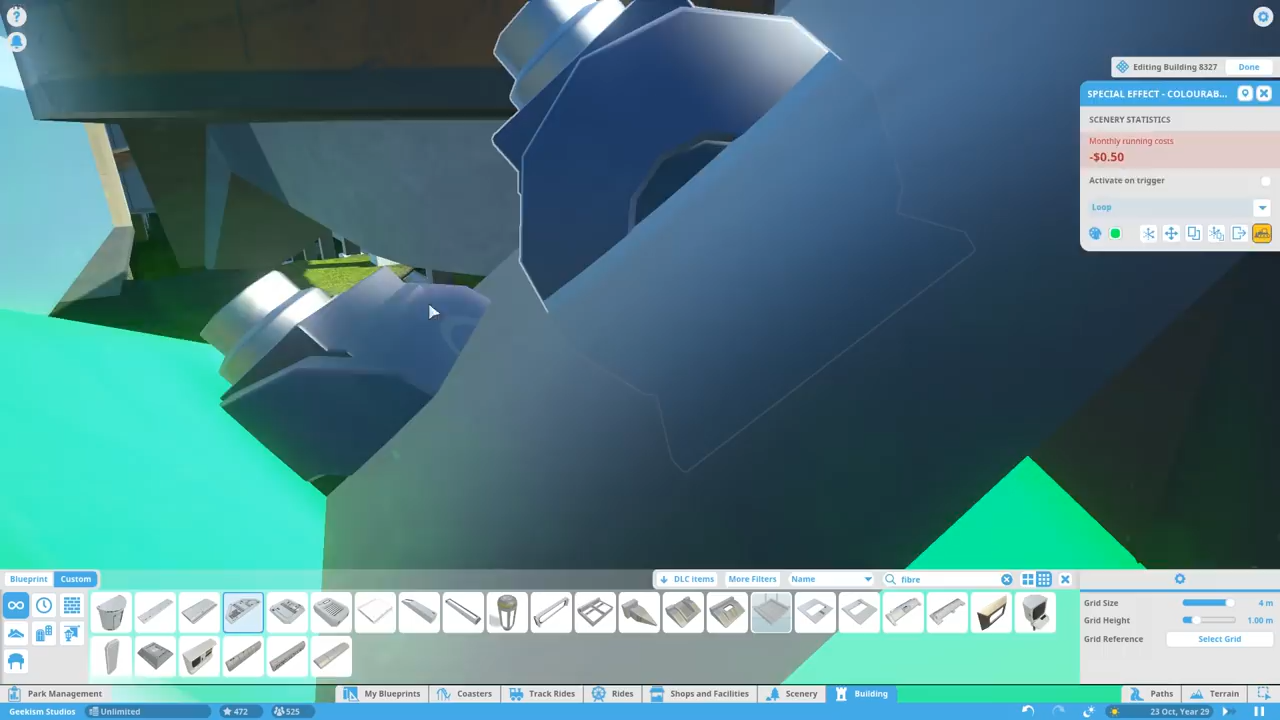 Editing Building 8327 Done
SPECIAL EFFECT - COLOURAB...
SCENERY STATISTICS
Monthly running costs
-$0.50
Activate on trigger
Loop
Blueprint Custom DLC items More Filters Name fibre
Grid Size 4 m
Grid Height 1.00 m
Grid Reference Select Grid
Park Management My Blueprints Coasters Track Rides Rides Shops and Facilities Scenery Building Paths Terrain
Geekism Studios Unlimited 472 525 23 Oct, Year 29